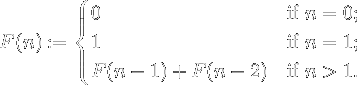 F(n) := { 0 if n = 0;
1 if n = 1;
F(n − 1) + F(n − 2) if n > 1.